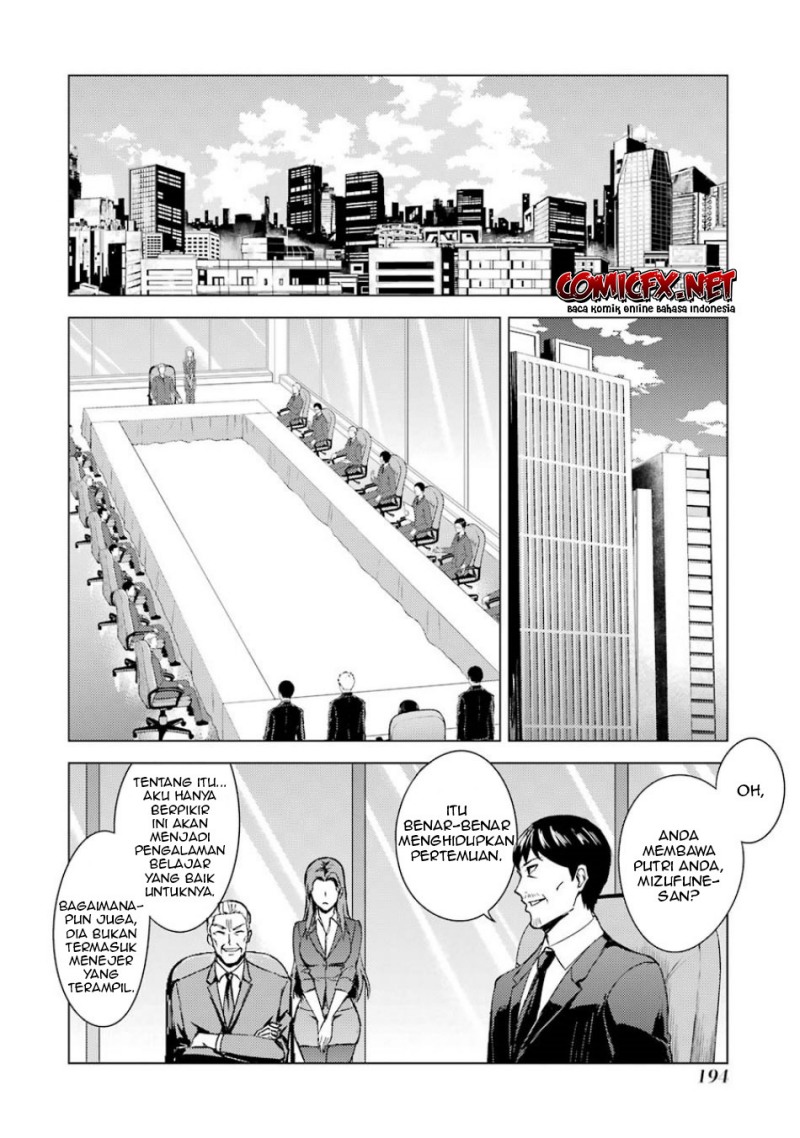 COMICFX.NET
Baca Komik Online Bahasa Indonesia
OH,
ANDA
MEMBAWA
PUTRI ANDA,
MIZUFUNE-
SAN?
ITU
BENAR-BENAR
MENGHIDUPKAN
PERTEMUAN.
TENTANG ITU...
AKU HANYA
BERPIKIR
INI AKAN
MENJADI
PENGALAMAN
BELAJAR
YANG BAIK
UNTUKNYA.
BAGAIMANA-
PUN JUGA,
DIA BUKAN
TERMASUK
MENEJER
YANG
TERAMPIL.
194